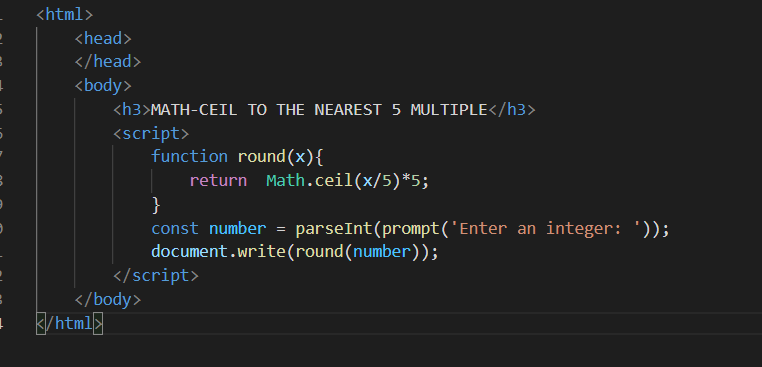 <html>
<head>
</head>
<body>
<h3>MATH-CEIL TO THE NEAREST 5 MULTIPLE</h3>
<script>
function round(x){
return  Math.ceil(x/5)*5;
}
const number = parseInt(prompt('Enter an integer: '));
document.write(round(number));
</script>
</body>
</html>